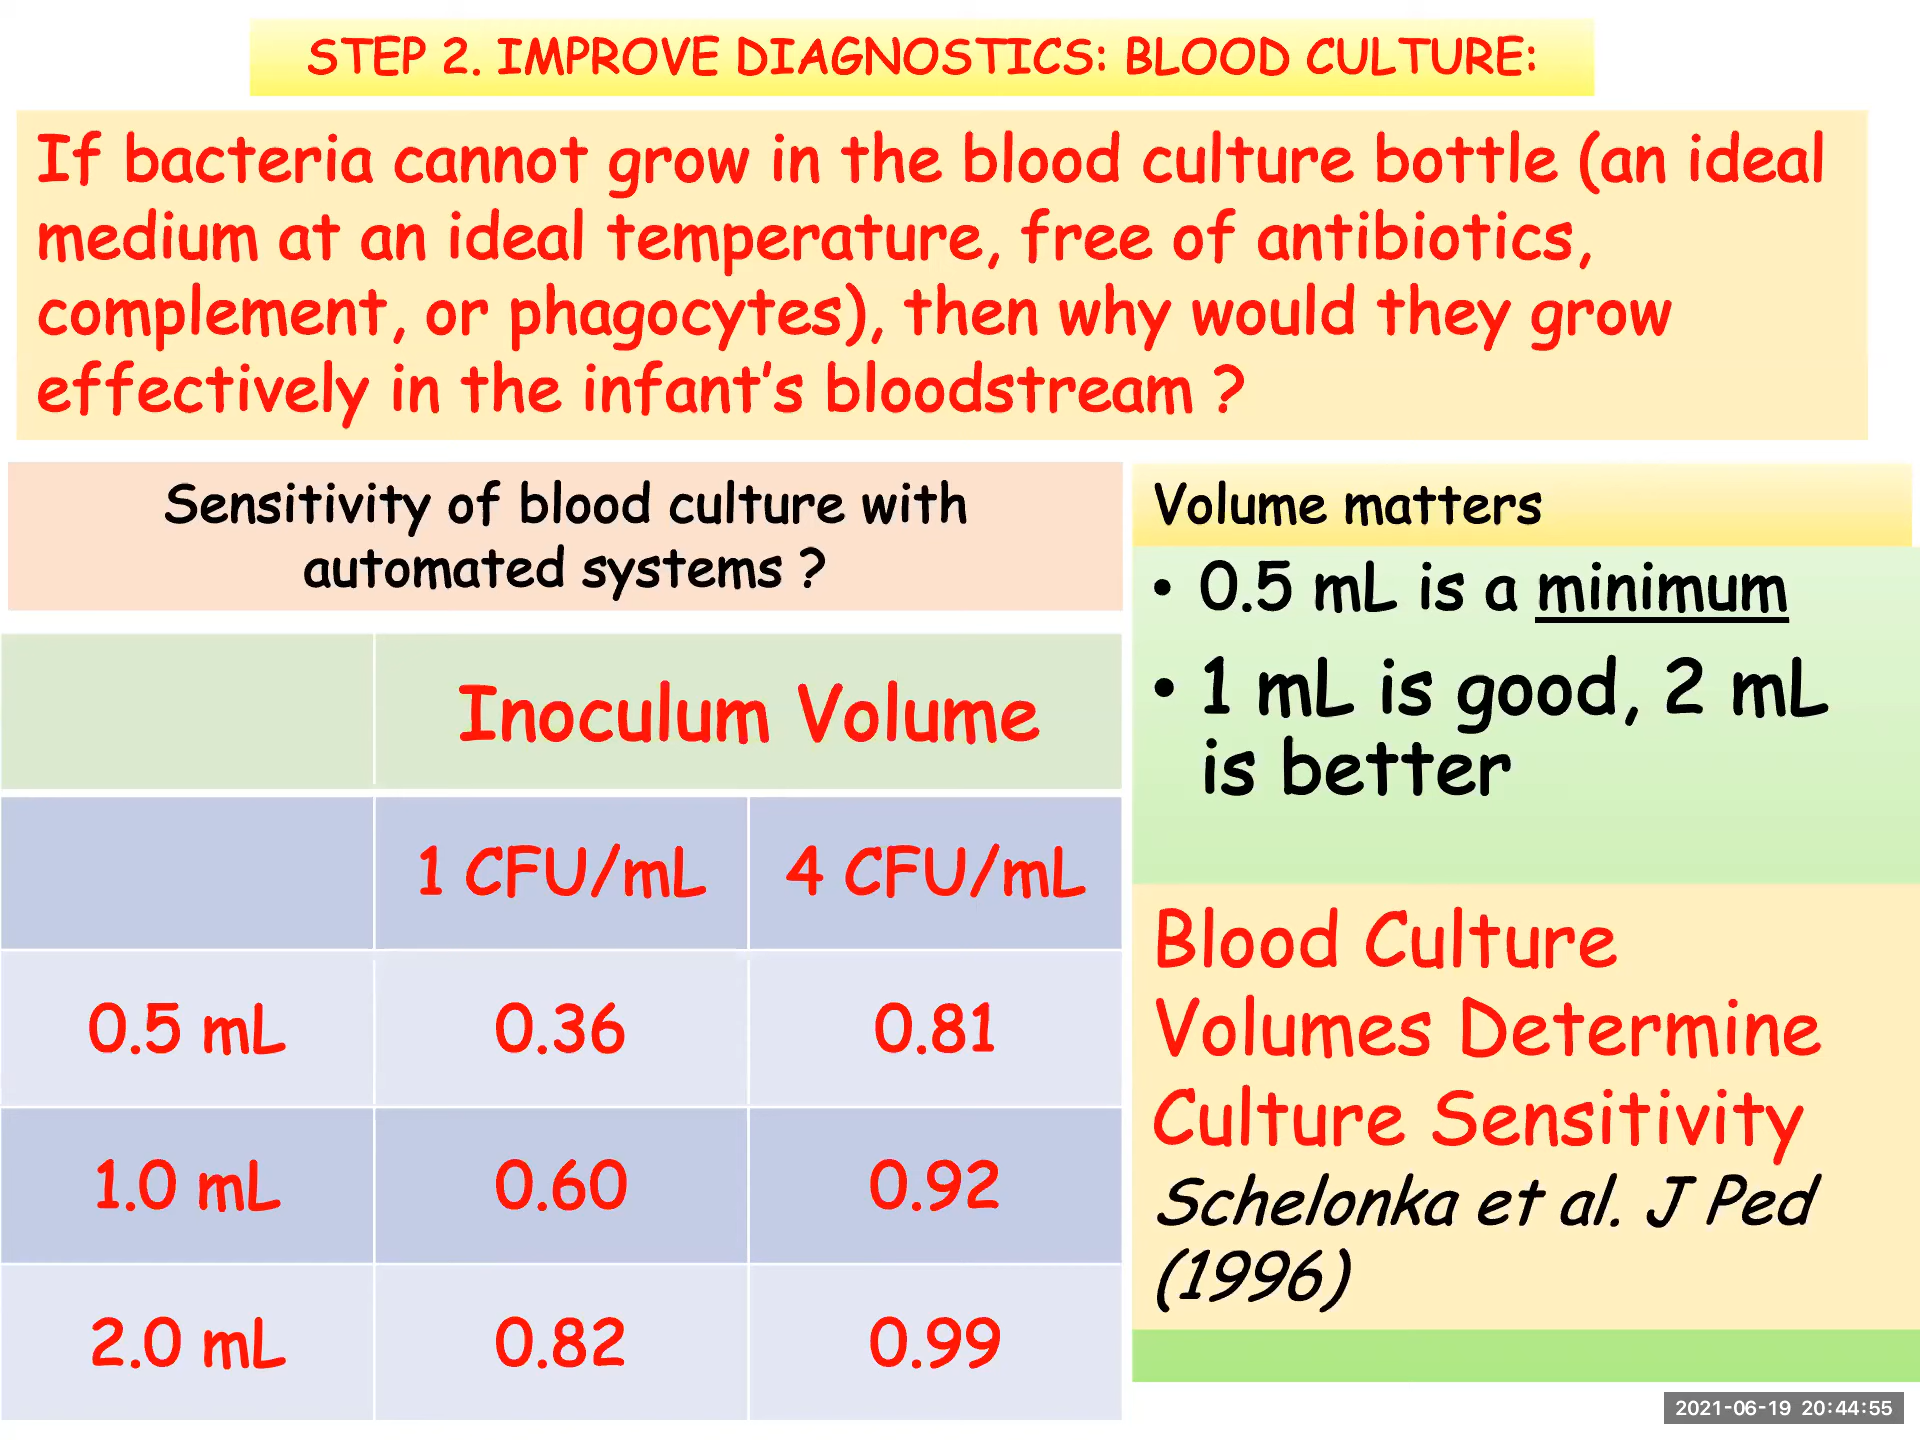 STEP 2. IMPROVE DIAGNOSTICS: BLOOD CULTURE:
If bacteria cannot grow in the blood culture bottle (an ideal
medium at an ideal temperature, free of antibiotics,
complement, or phagocytes), then why would they grow
effectively in the infant's bloodstream ?
Sensitivity of blood culture with
automated systems ?
Inoculum Volume
1 CFU/mL 4 CFU/mL
0.5 mL 0.36 0.81
1.0 mL 0.60 0.92
2.0 mL 0.82 0.99
Volume matters
• 0.5 mL is a minimum
• 1 mL is good, 2 mL
is better
Blood Culture
Volumes Determine
Culture Sensitivity
Schelonka et al. J Ped
(1996)
2021-06-19 20:44:55